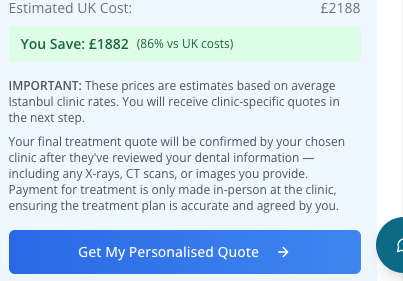 Estimated UK Cost: £2188
You Save: £1882 (86% vs UK costs)
IMPORTANT: These prices are estimates based on average
Istanbul clinic rates. You will receive clinic-specific quotes in
the next step.
Your final treatment quote will be confirmed by your chosen
clinic after they've reviewed your dental information —
including any X-rays, CT scans, or images you provide.
Payment for treatment is only made in-person at the clinic,
ensuring the treatment plan is accurate and agreed by you.
Get My Personalised Quote →